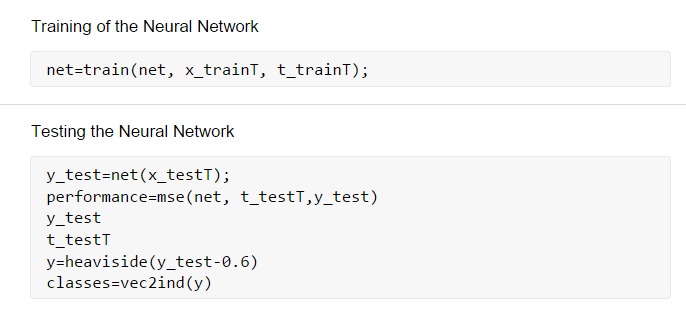 Training of the Neural Network
net=train(net, x_trainT, t_trainT);
Testing the Neural Network
y_test=net(x_testT);
performance=mse(net, t_testT,y_test)
y_test
t_testT
y=heaviside(y_test-0.6)
classes=vec2ind(y)